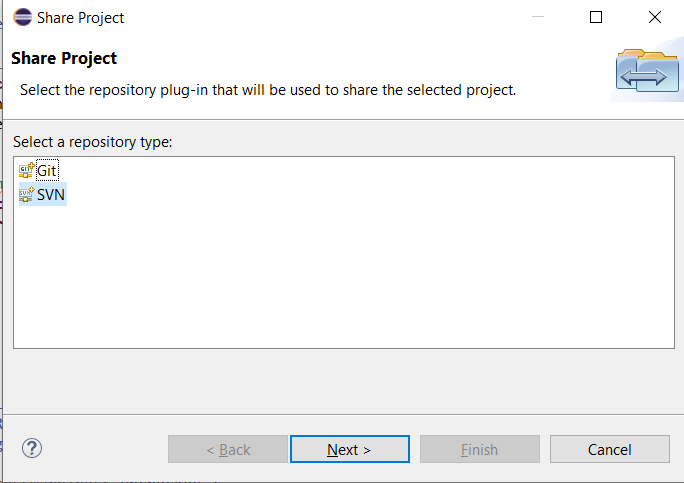 Share Project
Share Project
Select the repository plug-in that will be used to share the selected project.
Select a repository type:
Git
SVN
< Back Next > Finish Cancel